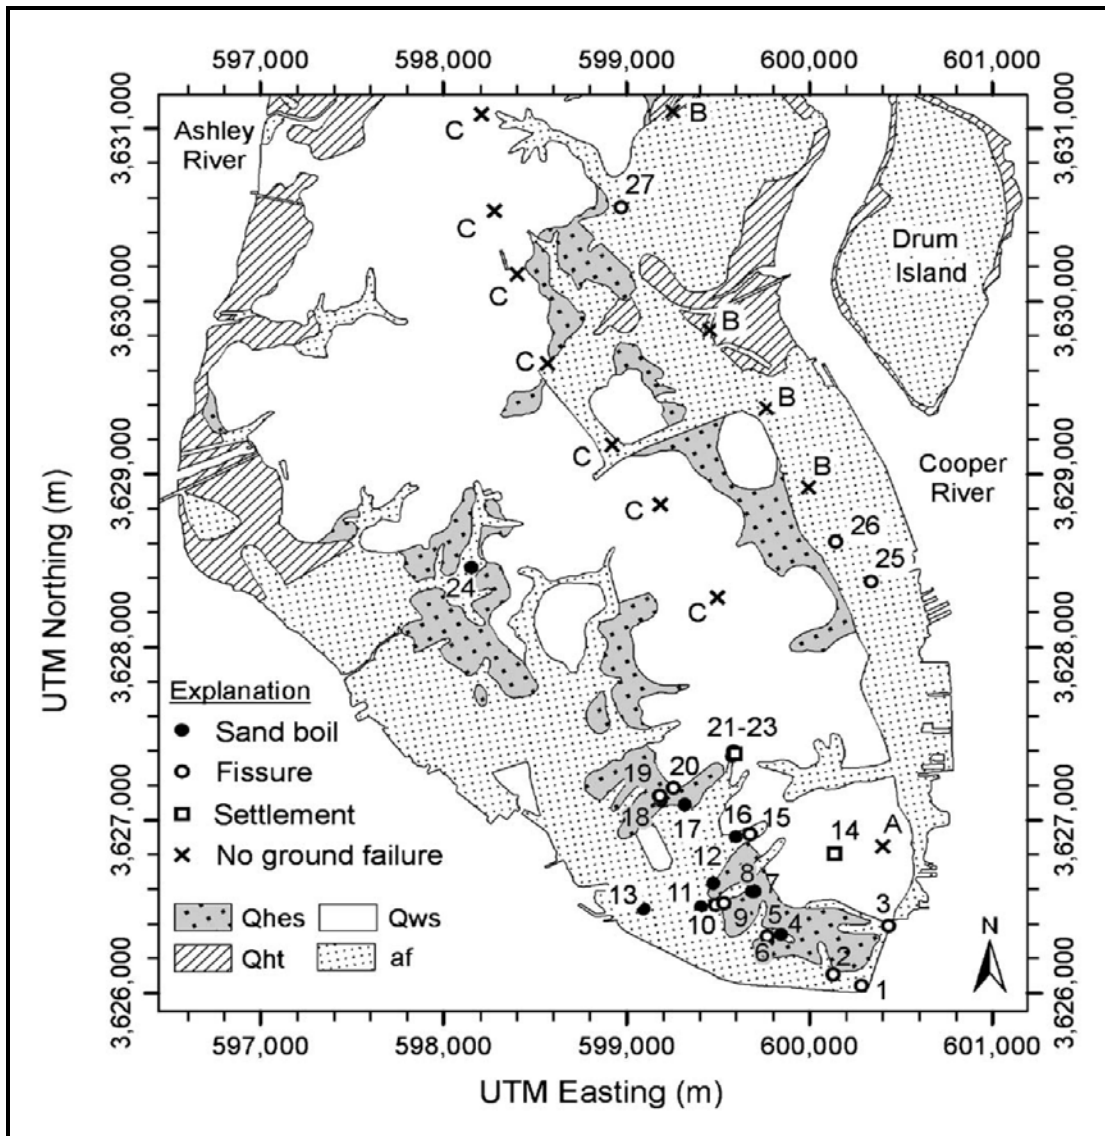 597,000 598,000 599,000 600,000 601,000
3,631,000
3,630,000
3,629,000
3,628,000
3,627,000
3,626,000
UTM Northing (m)
Ashley
River
C
B
27
C
Drum
Island
C
B
C
B
C
Cooper
River
B
C
26
25
24
C
Explanation
Sand boil
Fissure
Settlement
No ground failure
Qhes
Qws
Qht
af
21-23
19
20
18
17
16
15
14
A
12
13
11
8
7
10
9
5
4
3
6
2
1
N
3,631,000
3,630,000
3,629,000
3,628,000
3,627,000
3,626,000
597,000 598,000 599,000 600,000 601,000
UTM Easting (m)